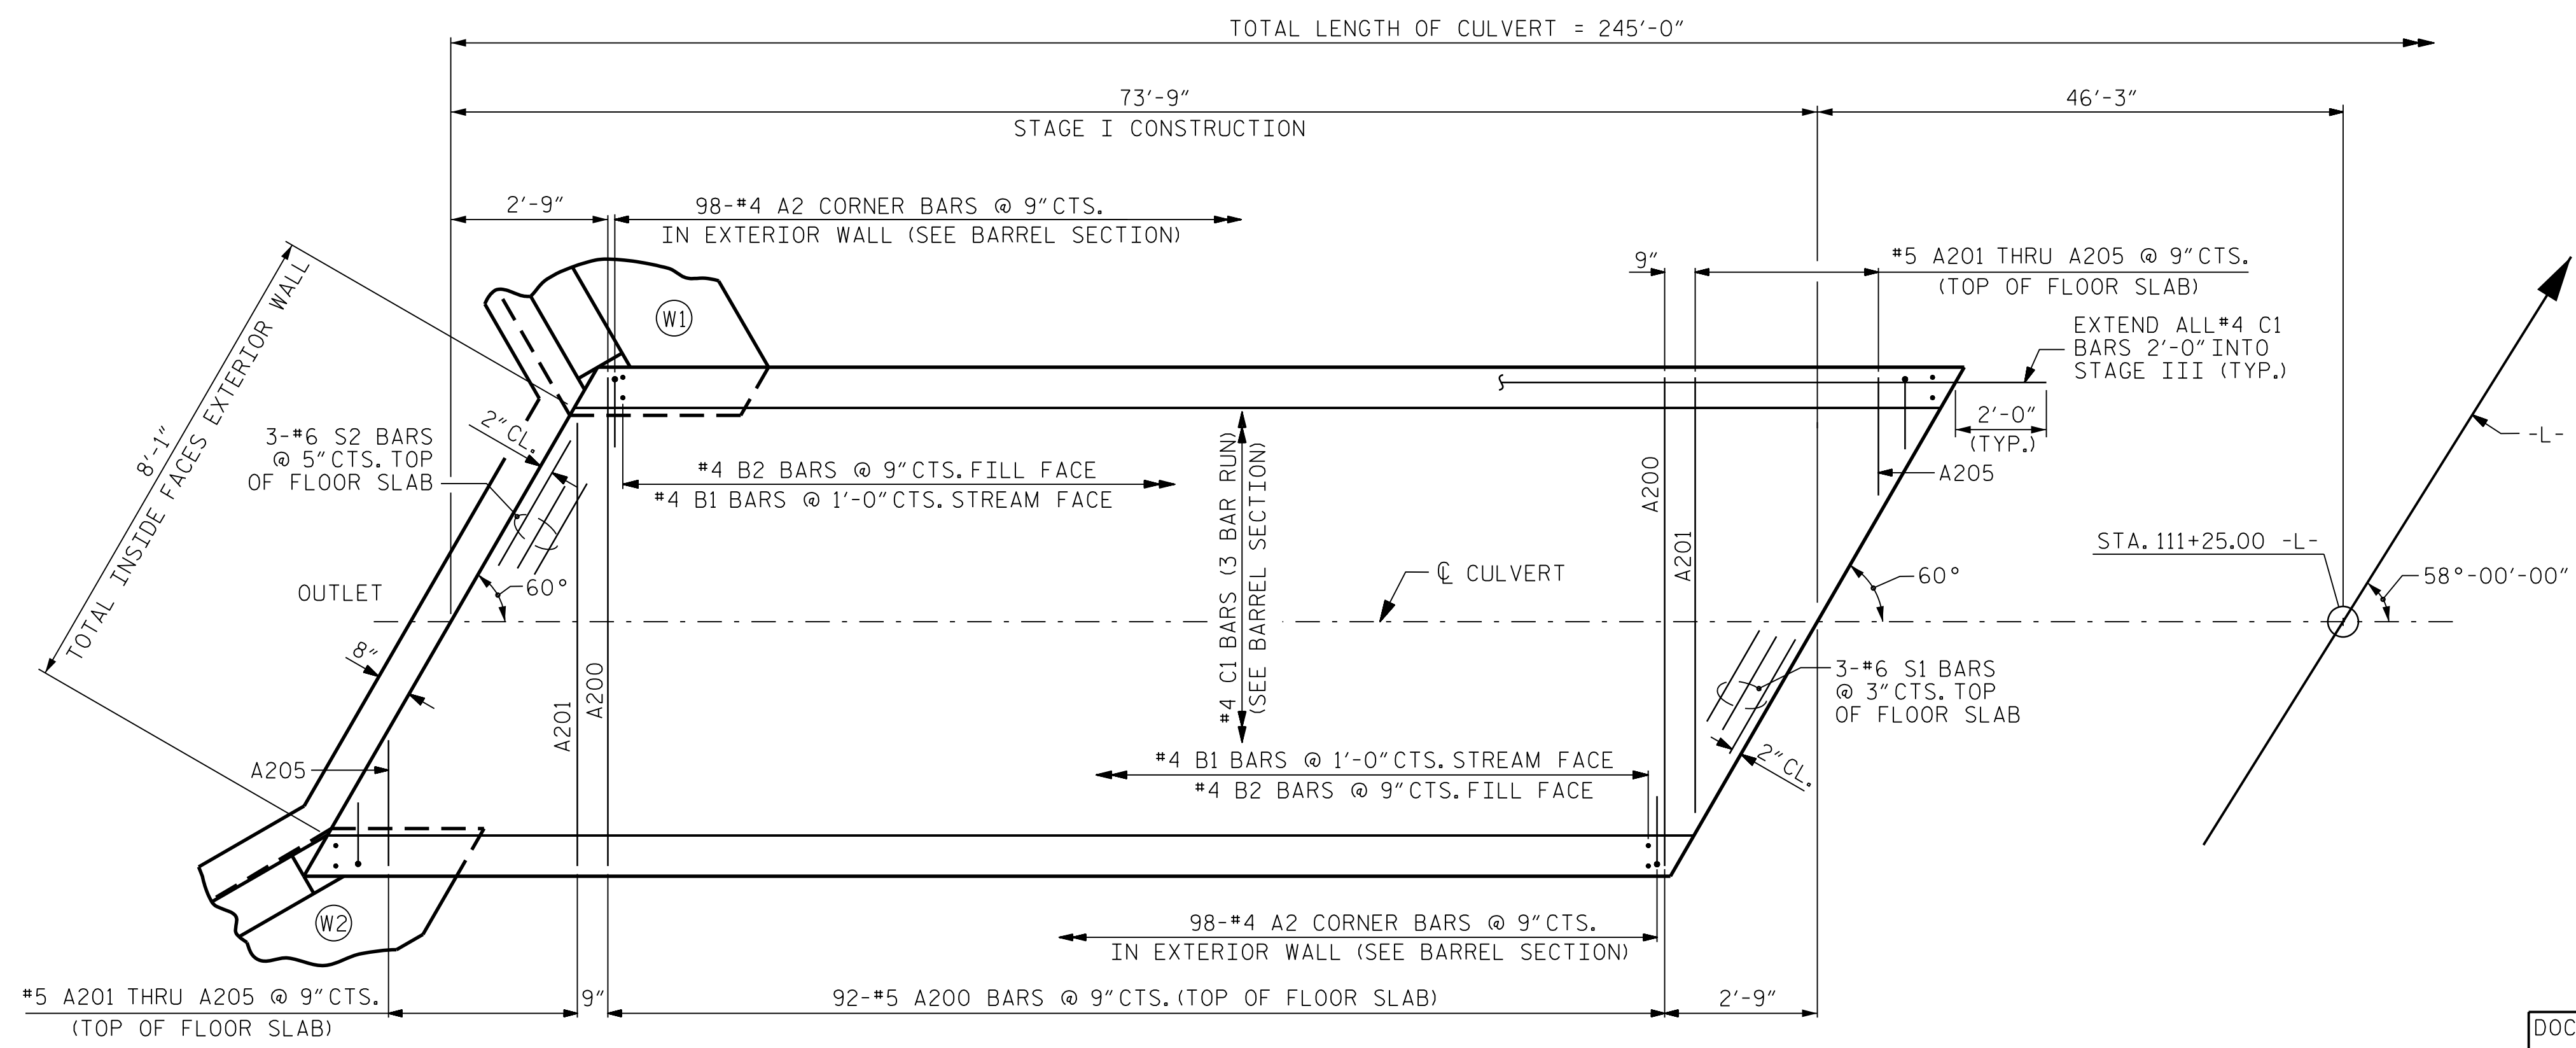 TOTAL LENGTH OF CULVERT = 245'-0"
73'-9"
46'-3"
STAGE I CONSTRUCTION
2'-9"
98-#4 A2 CORNER BARS @ 9"CTS.
IN EXTERIOR WALL (SEE BARREL SECTION)
9"
#5 A201 THRU A205 @ 9"CTS.
(TOP OF FLOOR SLAB)
W1
EXTEND ALL #4 C1
BARS 2'-0" INTO
STAGE III (TYP.)
8'-1"
TOTAL INSIDE FACES EXTERIOR WALL
2"CL.
3-#6 S2 BARS
@ 5"CTS. TOP
OF FLOOR SLAB
#4 B2 BARS @ 9"CTS. FILL FACE
#4 B1 BARS @ 1'-0"CTS. STREAM FACE
#4 C1 BARS (3 BAR RUN)
(SEE BARREL SECTION)
A200
A201
2'-0"
(TYP.)
A205
-L-
STA. 111+25.00 -L-
OUTLET
60°
℄ CULVERT
60°
58°-00'-00"
8"
A201
A200
3-#6 S1 BARS
@ 3"CTS. TOP
OF FLOOR SLAB
2"CL.
A205
#4 B1 BARS @ 1'-0"CTS. STREAM FACE
#4 B2 BARS @ 9"CTS. FILL FACE
W2
98-#4 A2 CORNER BARS @ 9"CTS.
IN EXTERIOR WALL (SEE BARREL SECTION)
#5 A201 THRU A205 @ 9"CTS.
(TOP OF FLOOR SLAB)
9"
92-#5 A200 BARS @ 9"CTS. (TOP OF FLOOR SLAB)
2'-9"
DOC